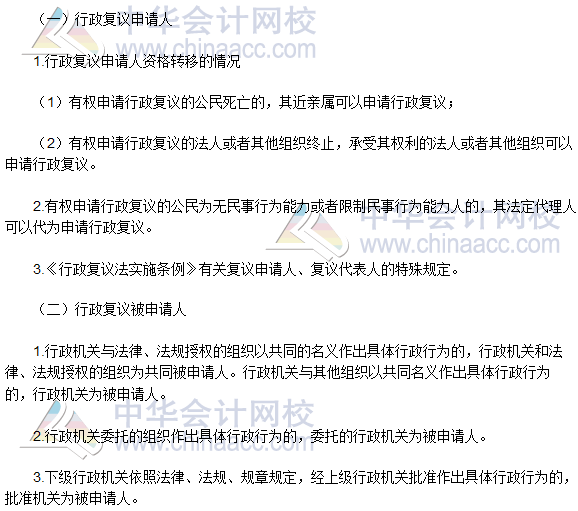 中华会计网校
www.chinaacc.com
（一）行政复议申请人
1.行政复议申请人资格转移的情况
（1）有权申请行政复议的公民死亡的，其近亲属可以申请行政复议；
（2）有权申请行政复议的法人或者其他组织终止，承受其权利的法人或者其他组织可以
申请行政复议。
2.有权申请行政复议的公民为无民事行为能力或者限制民事行为能力人的，其法定代理人
可以代为申请行政复议。
中华会计网校
www.chinaacc.com
3.《行政复议法实施条例》有关复议申请人、复议代表人的特殊规定。
（二）行政复议被申请人
1.行政机关与法律、法规授权的组织以共同的名义作出具体行政行为的，行政机关和法
律、法规授权的组织为共同被申请人。行政机关与其他组织以共同名义作出具体行政行为
的，行政机关为被申请人。
中华会计网校
www.chinaacc.com
2.行政机关委托的组织作出具体行政行为的，委托的行政机关为被申请人。
3.下级行政机关依照法律、法规、规章规定，经上级行政机关批准作出具体行政行为的，
批准机关为被申请人。